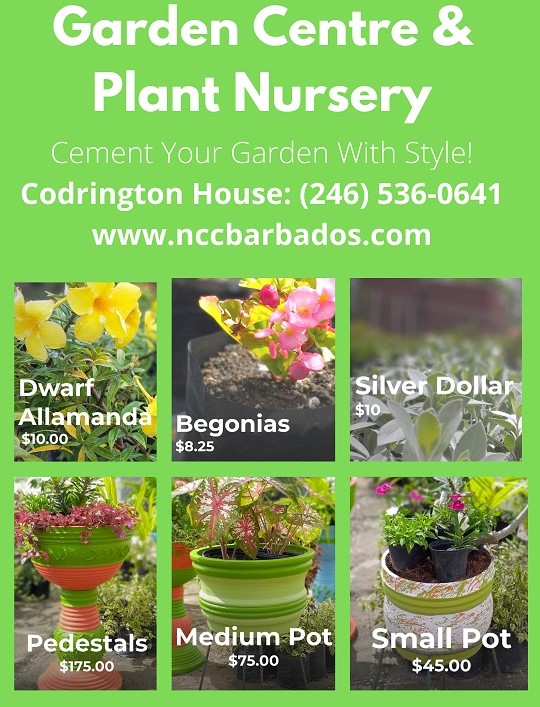 Garden Centre &
Plant Nursery
Cement Your Garden With Style!
Codrington House: (246) 536-0641
www.nccbarbados.com
Dwarf
Allamanda
$10.00
Begonias
$8.25
Silver Dollar
$10
Pedestals
$175.00
Medium Pot
$75.00
Small Pot
$45.00